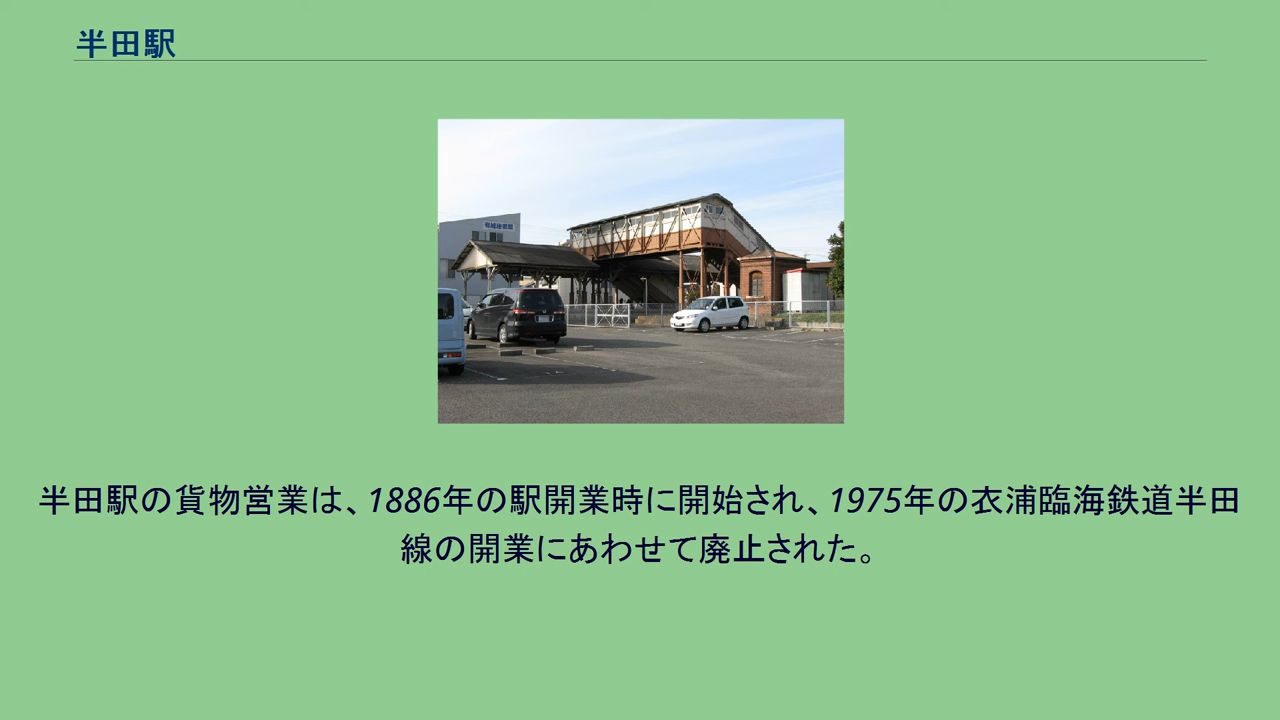 半田駅
半田駅の貨物営業は、1886年の駅開業時に開始され、1975年の衣浦臨海鉄道半田
線の開業にあわせて廃止された。